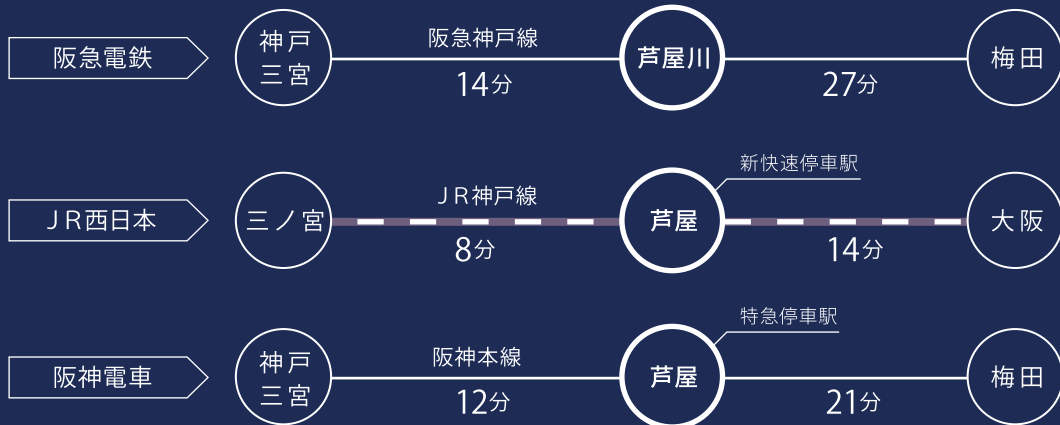 阪急電鉄
神戸
三宮
阪急神戸線
14分
芦屋川
27分
梅田
JR西日本
三ノ宮
JR神戸線
8分
芦屋
新快速停車駅
14分
大阪
阪神電車
神戸
三宮
阪神本線
12分
芦屋
特急停車駅
21分
梅田